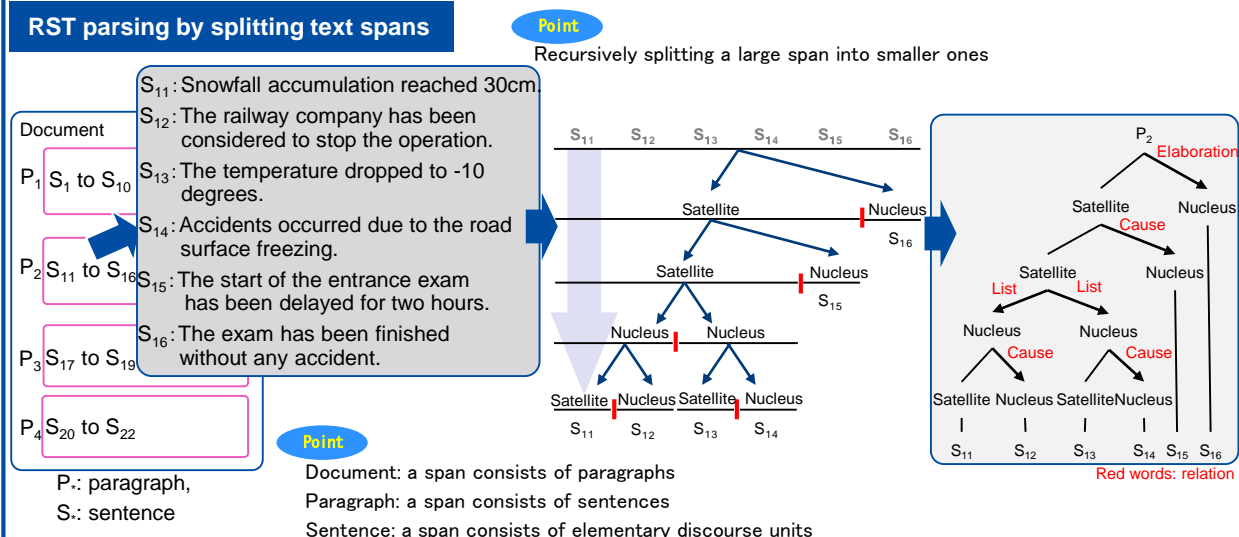 RST parsing by splitting text spans
Point
Recursively splitting a large span into smaller ones
Document
P1 S1 to S10
P2 S11 to S16
P3 S17 to S19
P4 S20 to S22
P*: paragraph,
S*: sentence
S11: Snowfall accumulation reached 30cm.
S12: The railway company has been
considered to stop the operation.
S13: The temperature dropped to -10
degrees.
S14: Accidents occurred due to the road
surface freezing.
S15: The start of the entrance exam
has been delayed for two hours.
S16: The exam has been finished
without any accident.
S11 S12 S13 S14 S15 S16
Satellite Nucleus
S16
Satellite Nucleus
S15
Nucleus Nucleus
Satellite Nucleus Satellite Nucleus
S11 S12 S13 S14
P2
Elaboration
Satellite Nucleus
Cause
Satellite Nucleus
List List
Nucleus Nucleus
Cause Cause
Satellite Nucleus Satellite Nucleus
S11 S12 S13 S14 S15 S16
Red words: relation
Point
Document: a span consists of paragraphs
Paragraph: a span consists of sentences
Sentence: a span consists of elementary discourse units